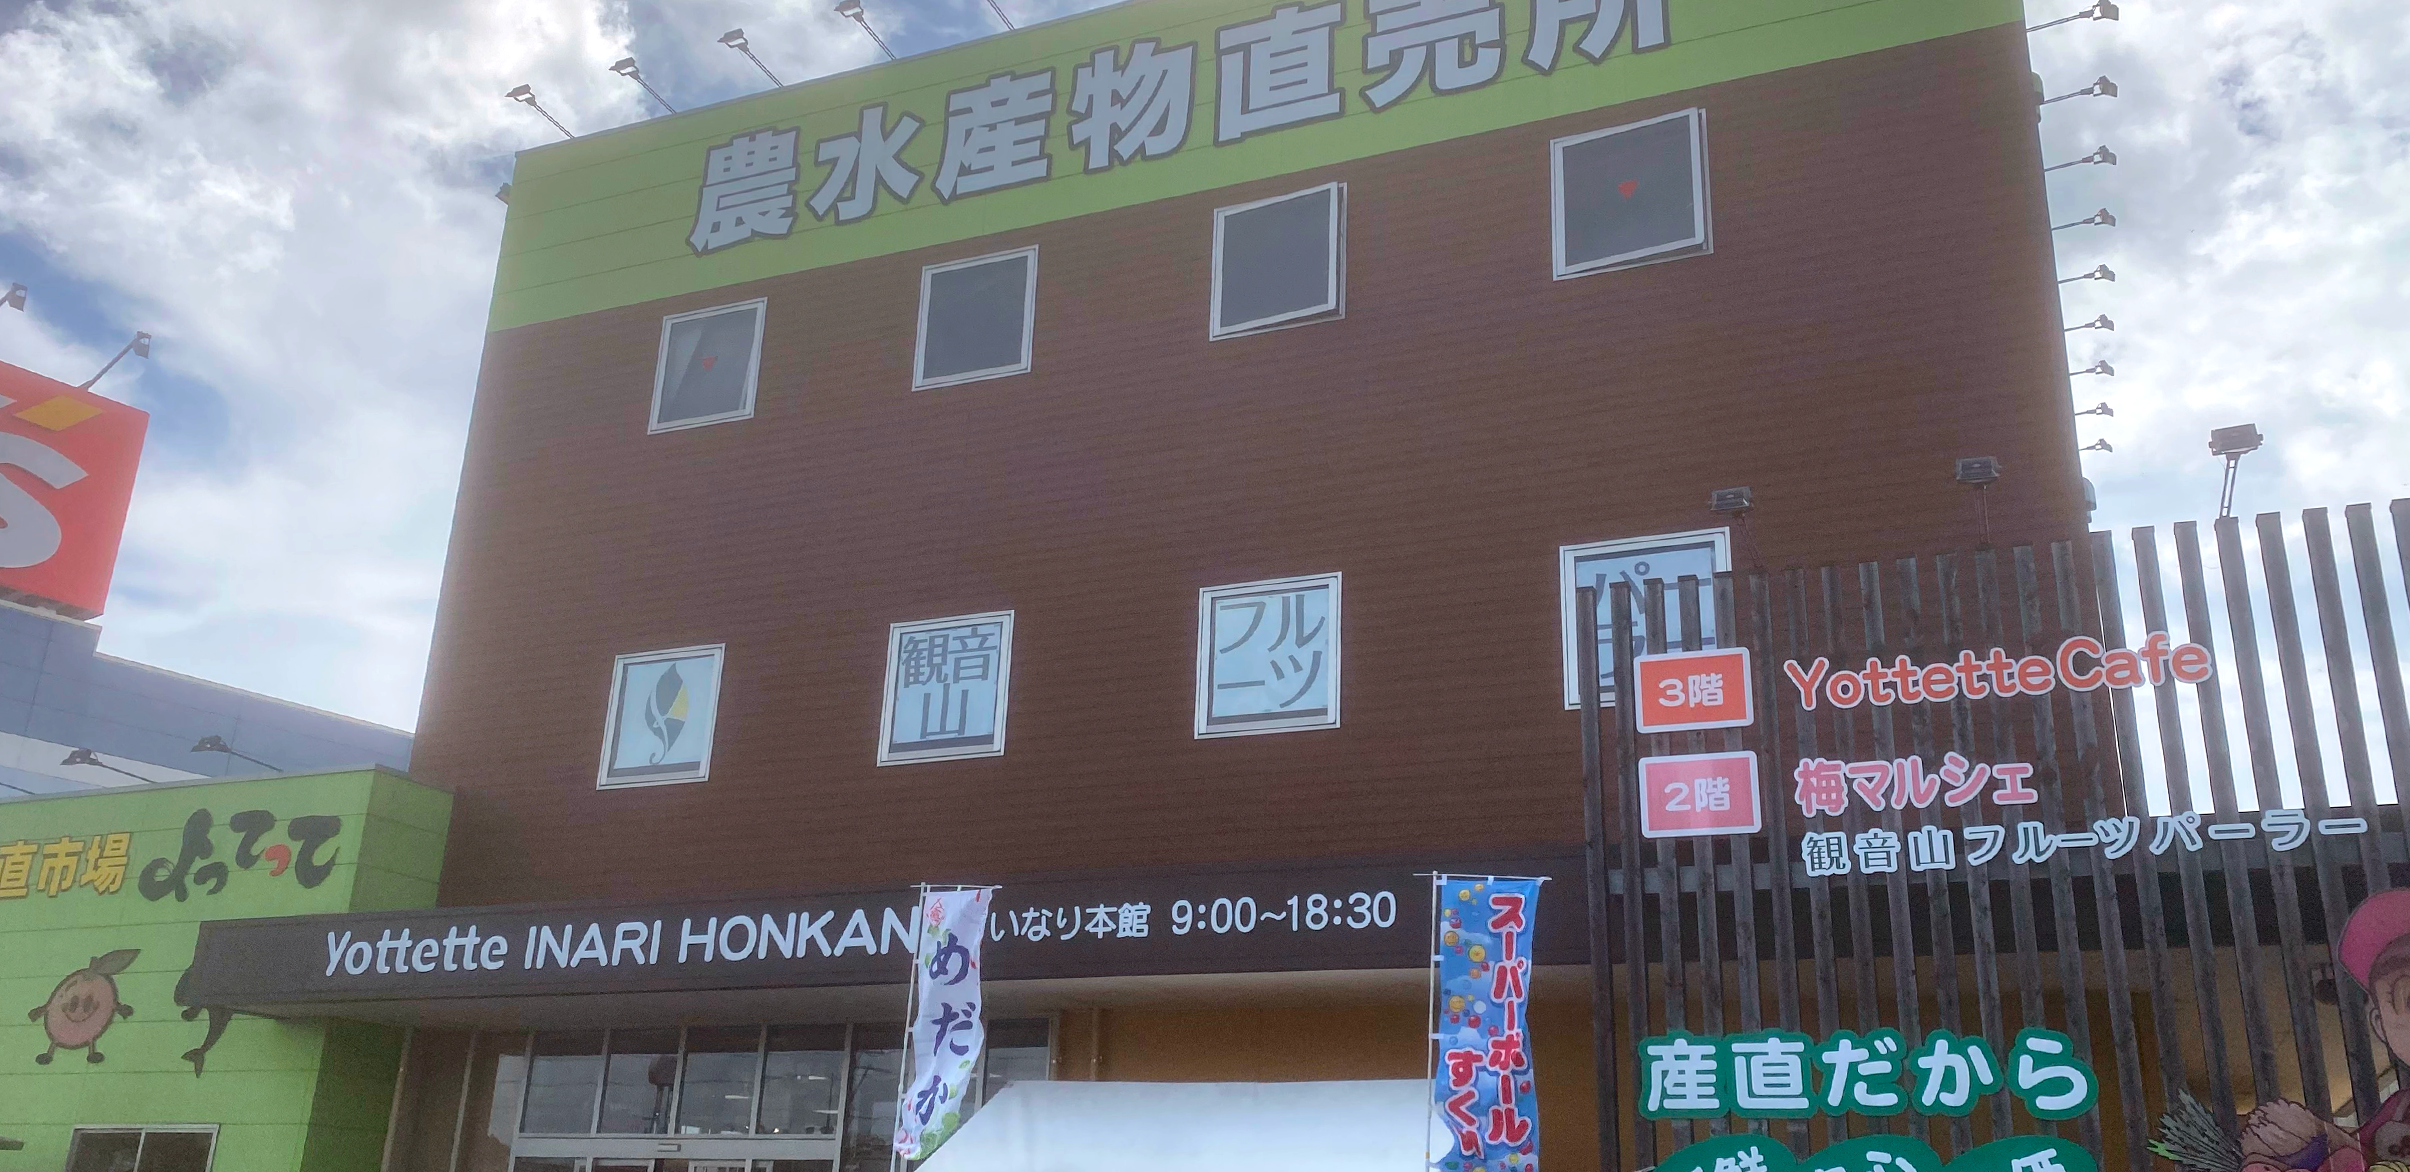 農水産物直売所
観音
山
フル
ーツ
パー
3階 YottetteCafe
2階 梅マルシェ
観音山フルーツパーラー
直市場 よってって
Yottette INARI HONKAN
いなり本館 9:00~18:30
めだか
スーパーボール
すくい
産直だから